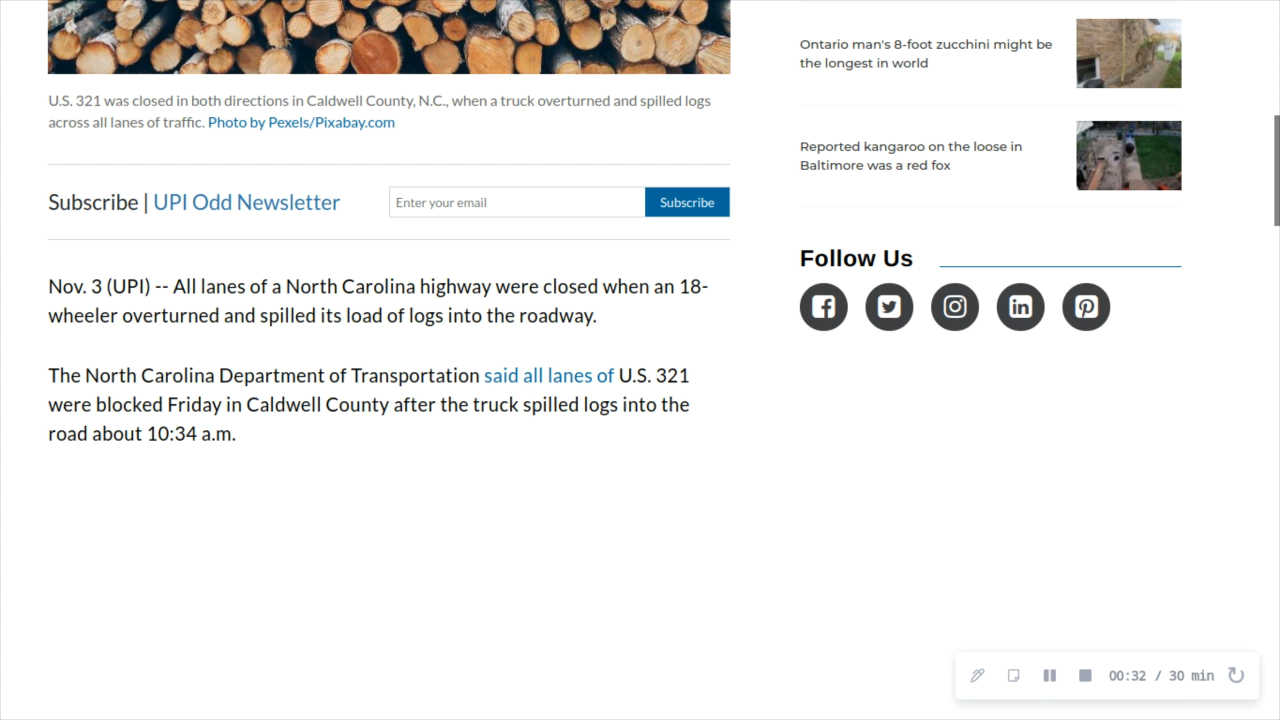 U.S. 321 was closed in both directions in Caldwell County, N.C., when a truck overturned and spilled logs
across all lanes of traffic. Photo by Pexels/Pixabay.com
Subscribe | UPI Odd Newsletter
Enter your email
Subscribe
Nov. 3 (UPI) -- All lanes of a North Carolina highway were closed when an 18-
wheeler overturned and spilled its load of logs into the roadway.
The North Carolina Department of Transportation said all lanes of U.S. 321
were blocked Friday in Caldwell County after the truck spilled logs into the
road about 10:34 a.m.
Ontario man's 8-foot zucchini might be
the longest in world
Reported kangaroo on the loose in
Baltimore was a red fox
Follow Us
00:32 / 30 min